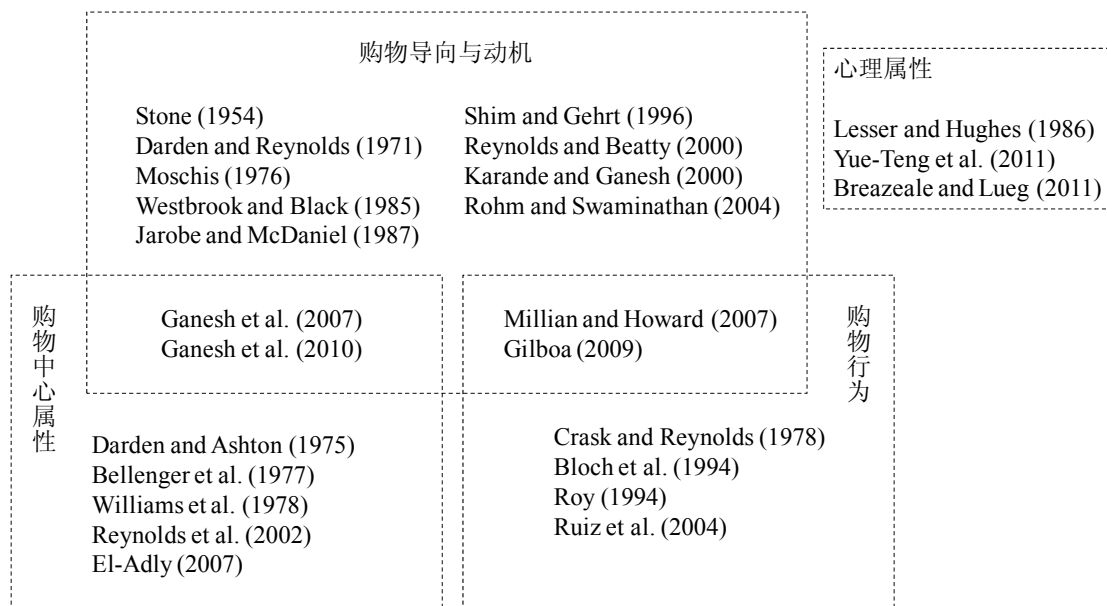 购物导向与动机
Stone (1954)
Darden and Reynolds (1971)
Moschis (1976)
Westbrook and Black (1985)
Jarobe and McDaniel (1987)
Shim and Gehrt (1996)
Reynolds and Beatty (2000)
Karande and Ganesh (2000)
Rohm and Swaminathan (2004)
心理属性
Lesser and Hughes (1986)
Yue-Teng et al. (2011)
Breazeale and Lueg (2011)
购物中心属性
Ganesh et al. (2007)
Ganesh et al. (2010)
Millian and Howard (2007)
Gilboa (2009)
购物行为
Darden and Ashton (1975)
Bellenger et al. (1977)
Williams et al. (1978)
Reynolds et al. (2002)
El-Adly (2007)
Crask and Reynolds (1978)
Bloch et al. (1994)
Roy (1994)
Ruiz et al. (2004)